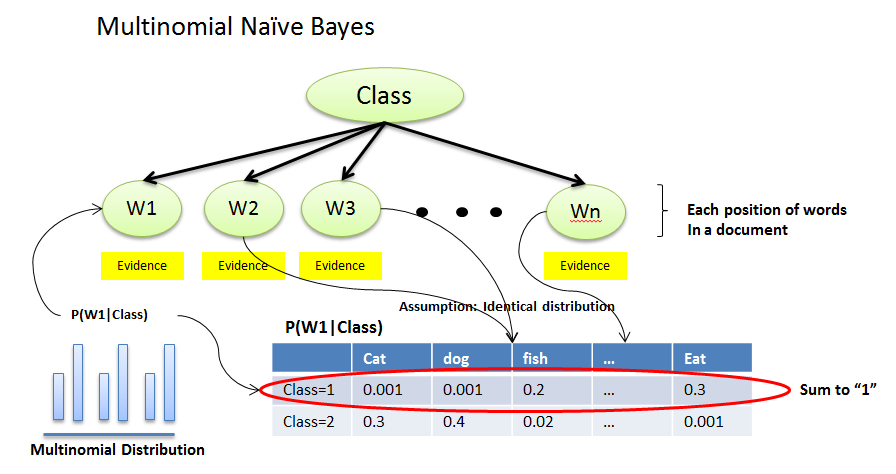 Multinomial Naïve Bayes
Class
W1 W2 W3 Wn
Each position of words
In a document
Evidence Evidence Evidence Evidence
P(W1|Class)
Assumption: Identical distribution
P(W1|Class)
Cat dog fish ... Eat
Class=1 0.001 0.001 0.2 ... 0.3
Sum to “1”
Class=2 0.3 0.4 0.02 ... 0.001
Multinomial Distribution